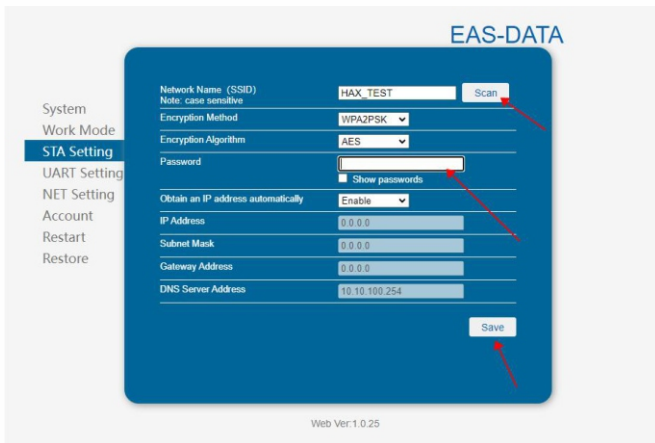 EAS-DATA
System
Work Mode
STA Setting
UART Setting
NET Setting
Account
Restart
Restore
Network Name (SSID)
Note: case sensitive
HAX_TEST
Scan
Encryption Method
WPA2PSK
Encryption Algorithm
AES
Password
Show passwords
Obtain an IP address automatically
Enable
IP Address
0.0.0.0
Subnet Mask
0.0.0.0
Gateway Address
0.0.0.0
DNS Server Address
10.10.100.254
Save
Web Ver:1.0.25